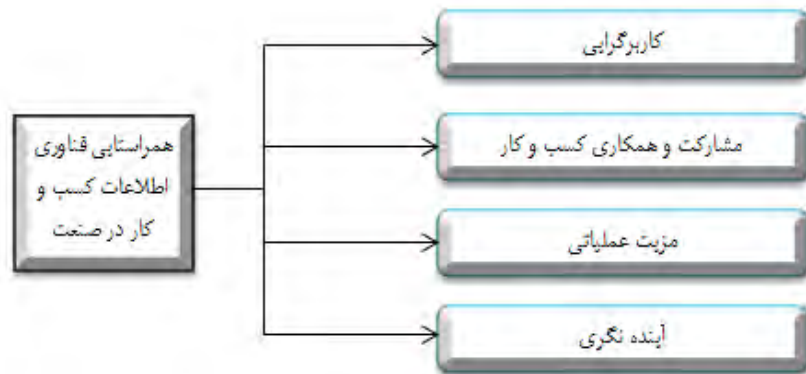 همراستایی فناوری
اطلاعات کسب و
کار در صنعت
کاربرگرایی
مشارکت و همکاری کسب و کار
مزیت عملیاتی
آینده نگری